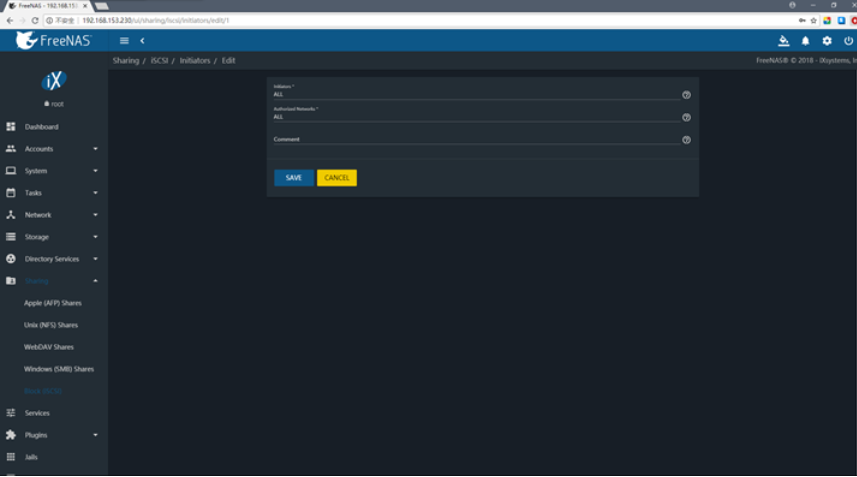 FreeNAS - 192.168.153
不安全 | 192.168.153.230/ui/sharing/iscsi/initiators/edit/1
FreeNAS
Sharing / iSCSI / Initiators / Edit
FreeNAS® © 2018 - iXsystems, In
iX
root
Dashboard
Accounts
System
Tasks
Network
Storage
Directory Services
Sharing
Apple (AFP) Shares
Unix (NFS) Shares
WebDAV Shares
Windows (SMB) Shares
Block (iSCSI)
Services
Plugins
Jails
Initiators *
ALL
Authorized Networks *
ALL
Comment
SAVE
CANCEL